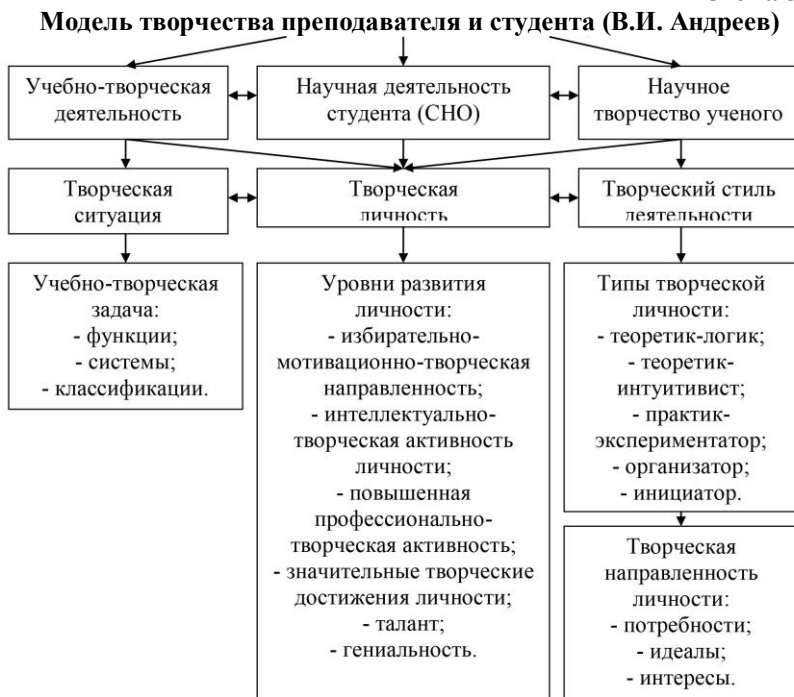 Модель творчества преподавателя и студента (В.И. Андреев)
Учебно-творческая
деятельность
Научная деятельность
студента (СНО)
Научное
творчество ученого
Творческая
ситуация
Творческая
личность
Творческий стиль
деятельности
Учебно-творческая
задача:
- функции;
- системы;
- классификации.
Уровни развития
личности:
- избирательно-
мотивационно-творческая
направленность;
- интеллектуально-
творческая активность
личности;
- повышенная
профессионально-
творческая активность;
- значительные творческие
достижения личности;
- талант;
- гениальность.
Типы творческой
личности:
- теоретик-логик;
- теоретик-
интуитивист;
- практик-
экспериментатор;
- организатор;
- инициатор.
Творческая
направленность
личности:
- потребности;
- идеалы;
- интересы.